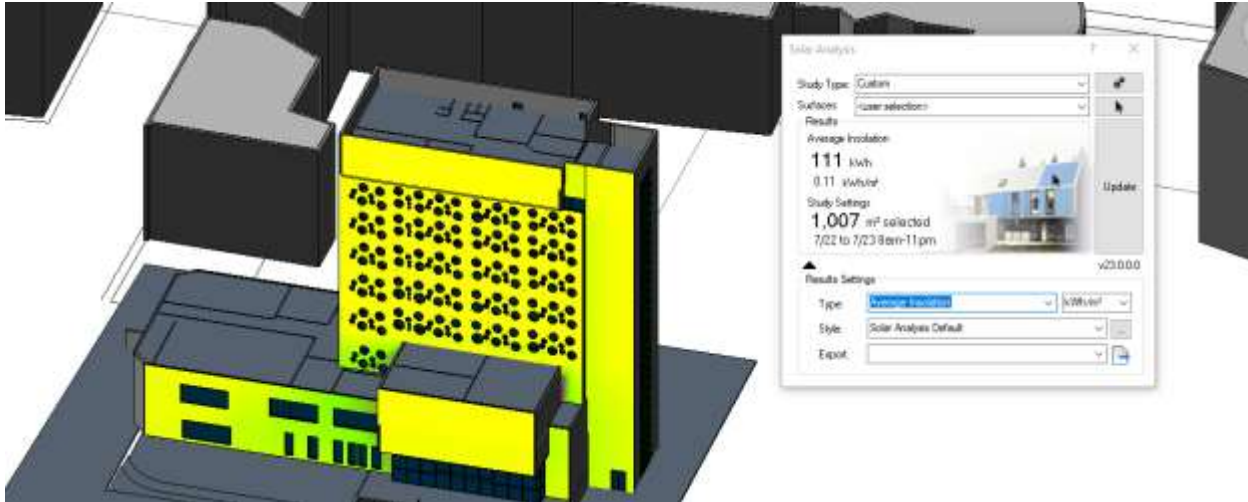 Solar Analysis
? ×
Study Type: Custom
Surfaces <user selection>
Results
Average Insolation
111 kWh
0.11 kWh/m²
Study Settings
1,007 m² selected
7/22 to 7/23 8am-11pm
Update
v23.0.0.0
Results Settings
Type: Average Insolation kWh/m²
Style: Solar Analysis Default ...
Export: